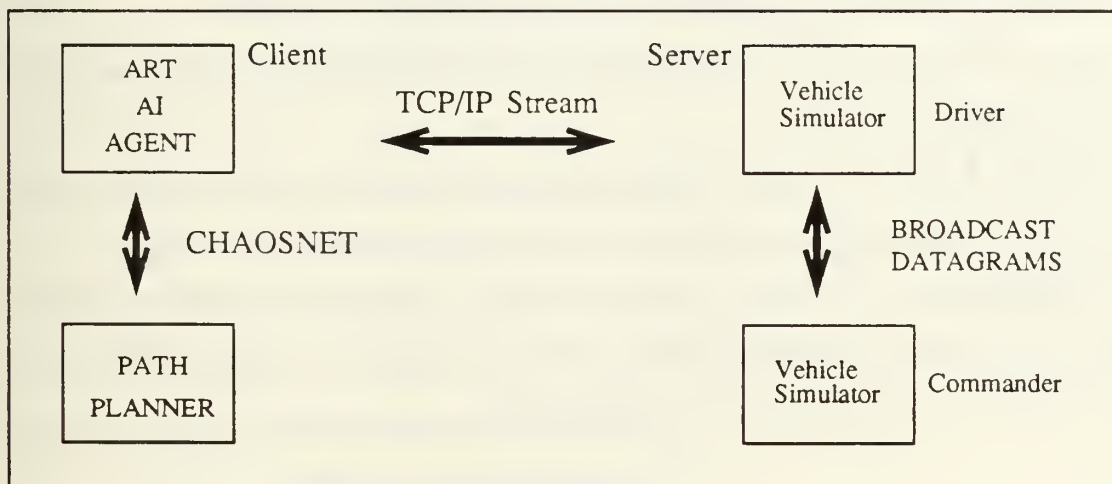 ART
AI
AGENT
Client
TCP/IP Stream
Server
Vehicle
Simulator
Driver
CHAOSNET
BROADCAST
DATAGRAMS
PATH
PLANNER
Vehicle
Simulator
Commander